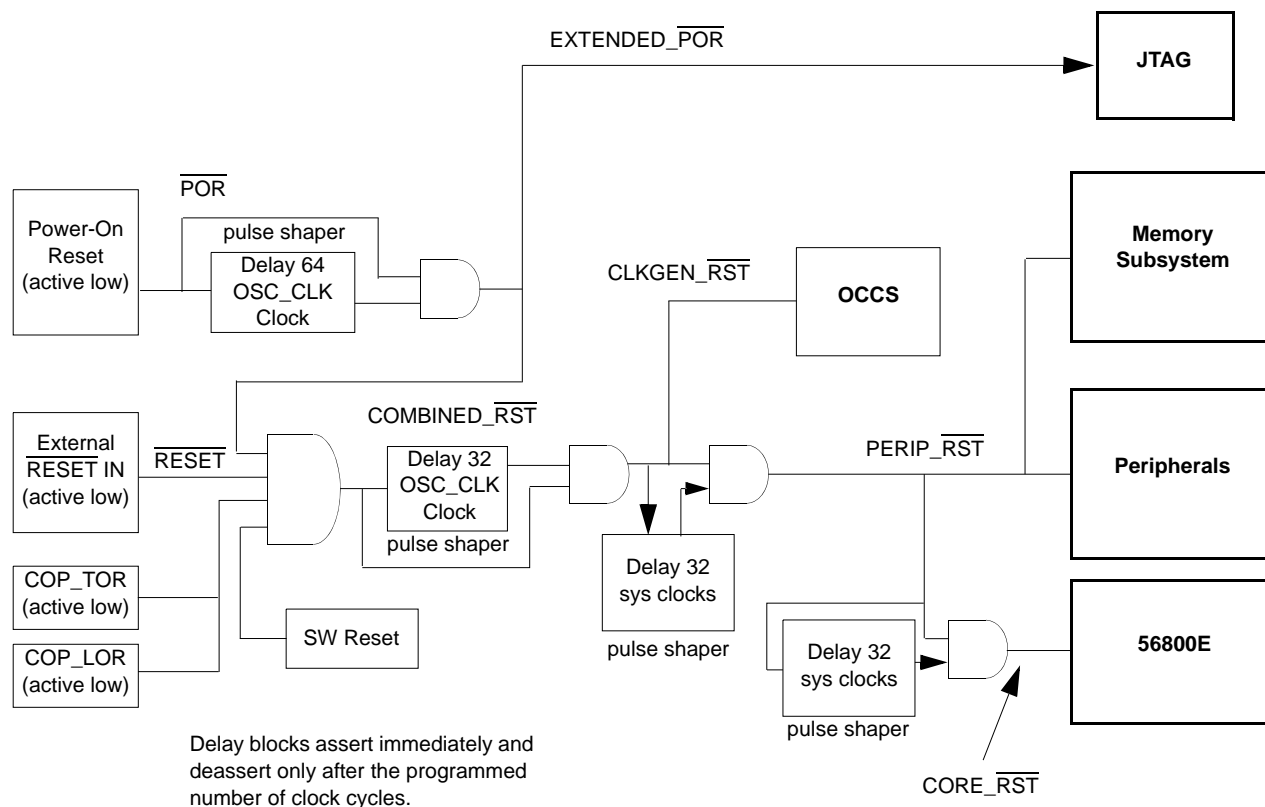 EXTENDED_POR
JTAG
POR
Power-On
Reset
(active low)
pulse shaper
Delay 64
OSC_CLK
Clock
CLKGEN_RST
OCCS
Memory
Subsystem
External
RESET IN
(active low)
RESET
COMBINED_RST
Delay 32
OSC_CLK
Clock
pulse shaper
PERIP_RST
Peripherals
COP_TOR
(active low)
SW Reset
Delay 32
sys clocks
pulse shaper
COP_LOR
(active low)
Delay 32
sys clocks
pulse shaper
56800E
CORE_RST
Delay blocks assert immediately and
deassert only after the programmed
number of clock cycles.